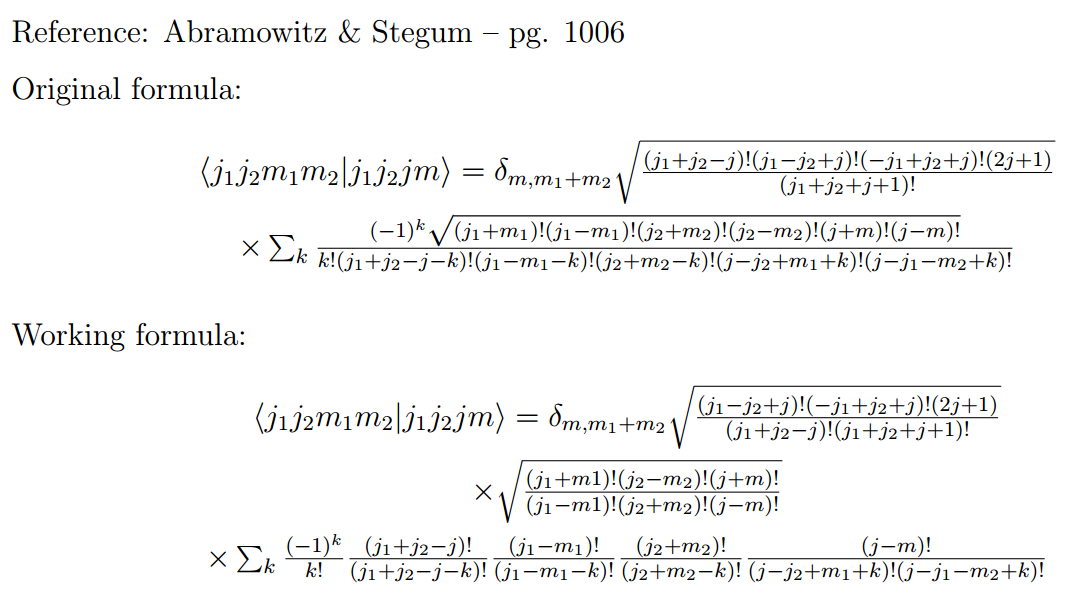 Reference: Abramowitz & Stegum – pg. 1006
Original formula:
⟨j₁j₂m₁m₂|j₁j₂jm⟩ = δ_{m,m₁+m₂} √((j₁+j₂−j)!(j₁−j₂+j)!(−j₁+j₂+j)!(2j+1) / (j₁+j₂+j+1)!)
× ∑_k (−1)^k √((j₁+m₁)!(j₁−m₁)!(j₂+m₂)!(j₂−m₂)!(j+m)!(j−m)!) / k!(j₁+j₂−j−k)!(j₁−m₁−k)!(j₂+m₂−k)!(j−j₂+m₁+k)!(j−j₁−m₂+k)!
Working formula:
⟨j₁j₂m₁m₂|j₁j₂jm⟩ = δ_{m,m₁+m₂} √((j₁−j₂+j)!(−j₁+j₂+j)!(2j+1) / (j₁+j₂−j)!(j₁+j₂+j+1)!)
× √((j₁+m1)!(j₂−m₂)!(j+m)! / (j₁−m1)!(j₂+m₂)!(j−m)!)
× ∑_k (−1)^k / k! (j₁+j₂−j)! / (j₁+j₂−j−k)! (j₁−m₁)! / (j₁−m₁−k)! (j₂+m₂)! / (j₂+m₂−k)! (j−m)! / (j−j₂+m₁+k)!(j−j₁−m₂+k)!